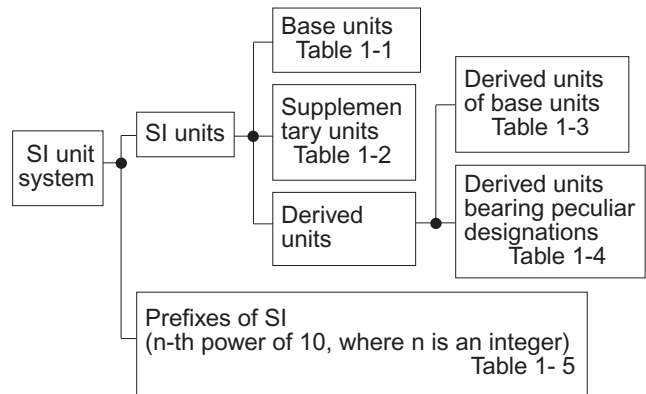 SI unit
system
SI units
Base units
Table 1-1
Supplemen
tary units
Table 1-2
Derived
units
Derived units
of base units
Table 1-3
Derived units
bearing peculiar
designations
Table 1-4
Prefixes of SI
(n-th power of 10, where n is an integer)
Table 1- 5